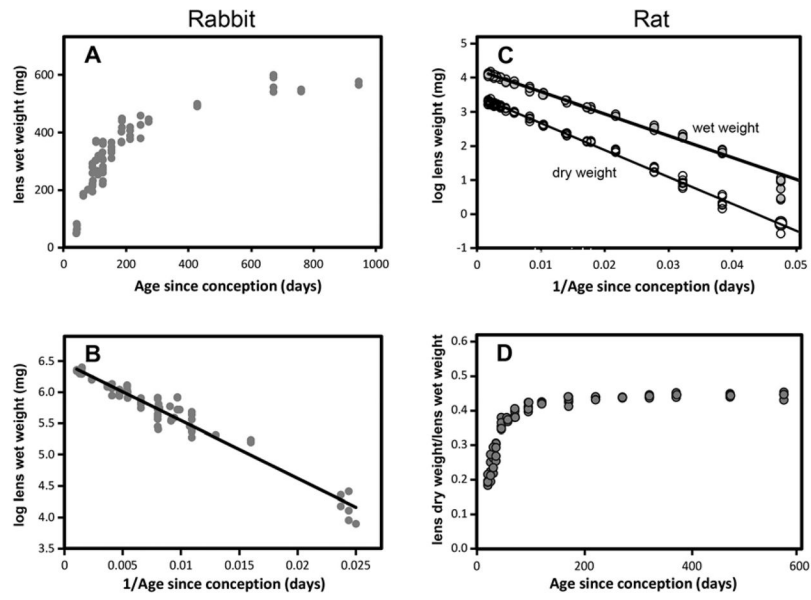 Rabbit
Rat
A
lens wet weight (mg)
600
400
200
0
0 200 400 600 800 1000
Age since conception (days)
C
log lens weight (mg)
5
4
3
2
1
0
-1
wet weight
dry weight
0 0.01 0.02 0.03 0.04 0.05
1/Age since conception (days)
B
log lens wet weight (mg)
6.5
6.0
5.5
5.0
4.5
4.0
3.5
0 0.005 0.01 0.015 0.02 0.025
1/Age since conception (days)
D
lens dry weight/lens wet weight
0.6
0.5
0.4
0.3
0.2
0.1
0.0
0 200 400 600
Age since conception (days)